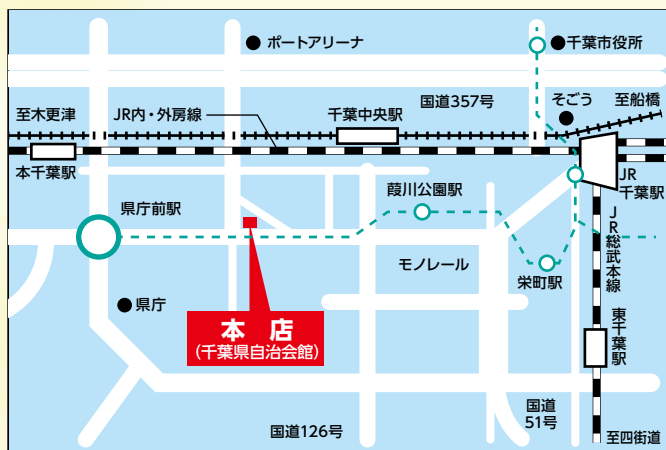 ポートアリーナ
千葉市役所
国道357号
そごう
至船橋
至木更津
JR内・外房線
千葉中央駅
本千葉駅
JR
千葉駅
県庁前駅
葭川公園駅
JR総武本線
モノレール
栄町駅
県庁
本 店
(千葉県自治会館)
東千葉駅
国道
51号
国道126号
至四街道